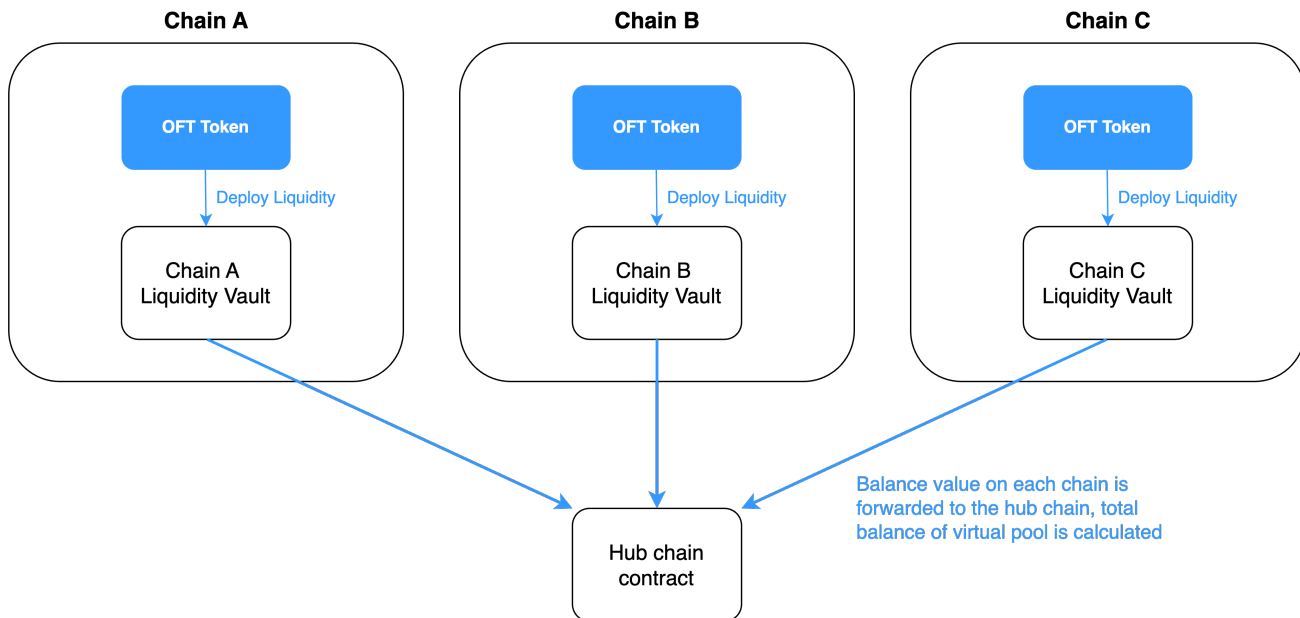 Chain A
Chain B
Chain C
OFT Token
OFT Token
OFT Token
Deploy Liquidity
Deploy Liquidity
Deploy Liquidity
Chain A
Liquidity Vault
Chain B
Liquidity Vault
Chain C
Liquidity Vault
Balance value on each chain is
forwarded to the hub chain, total
balance of virtual pool is calculated
Hub chain
contract